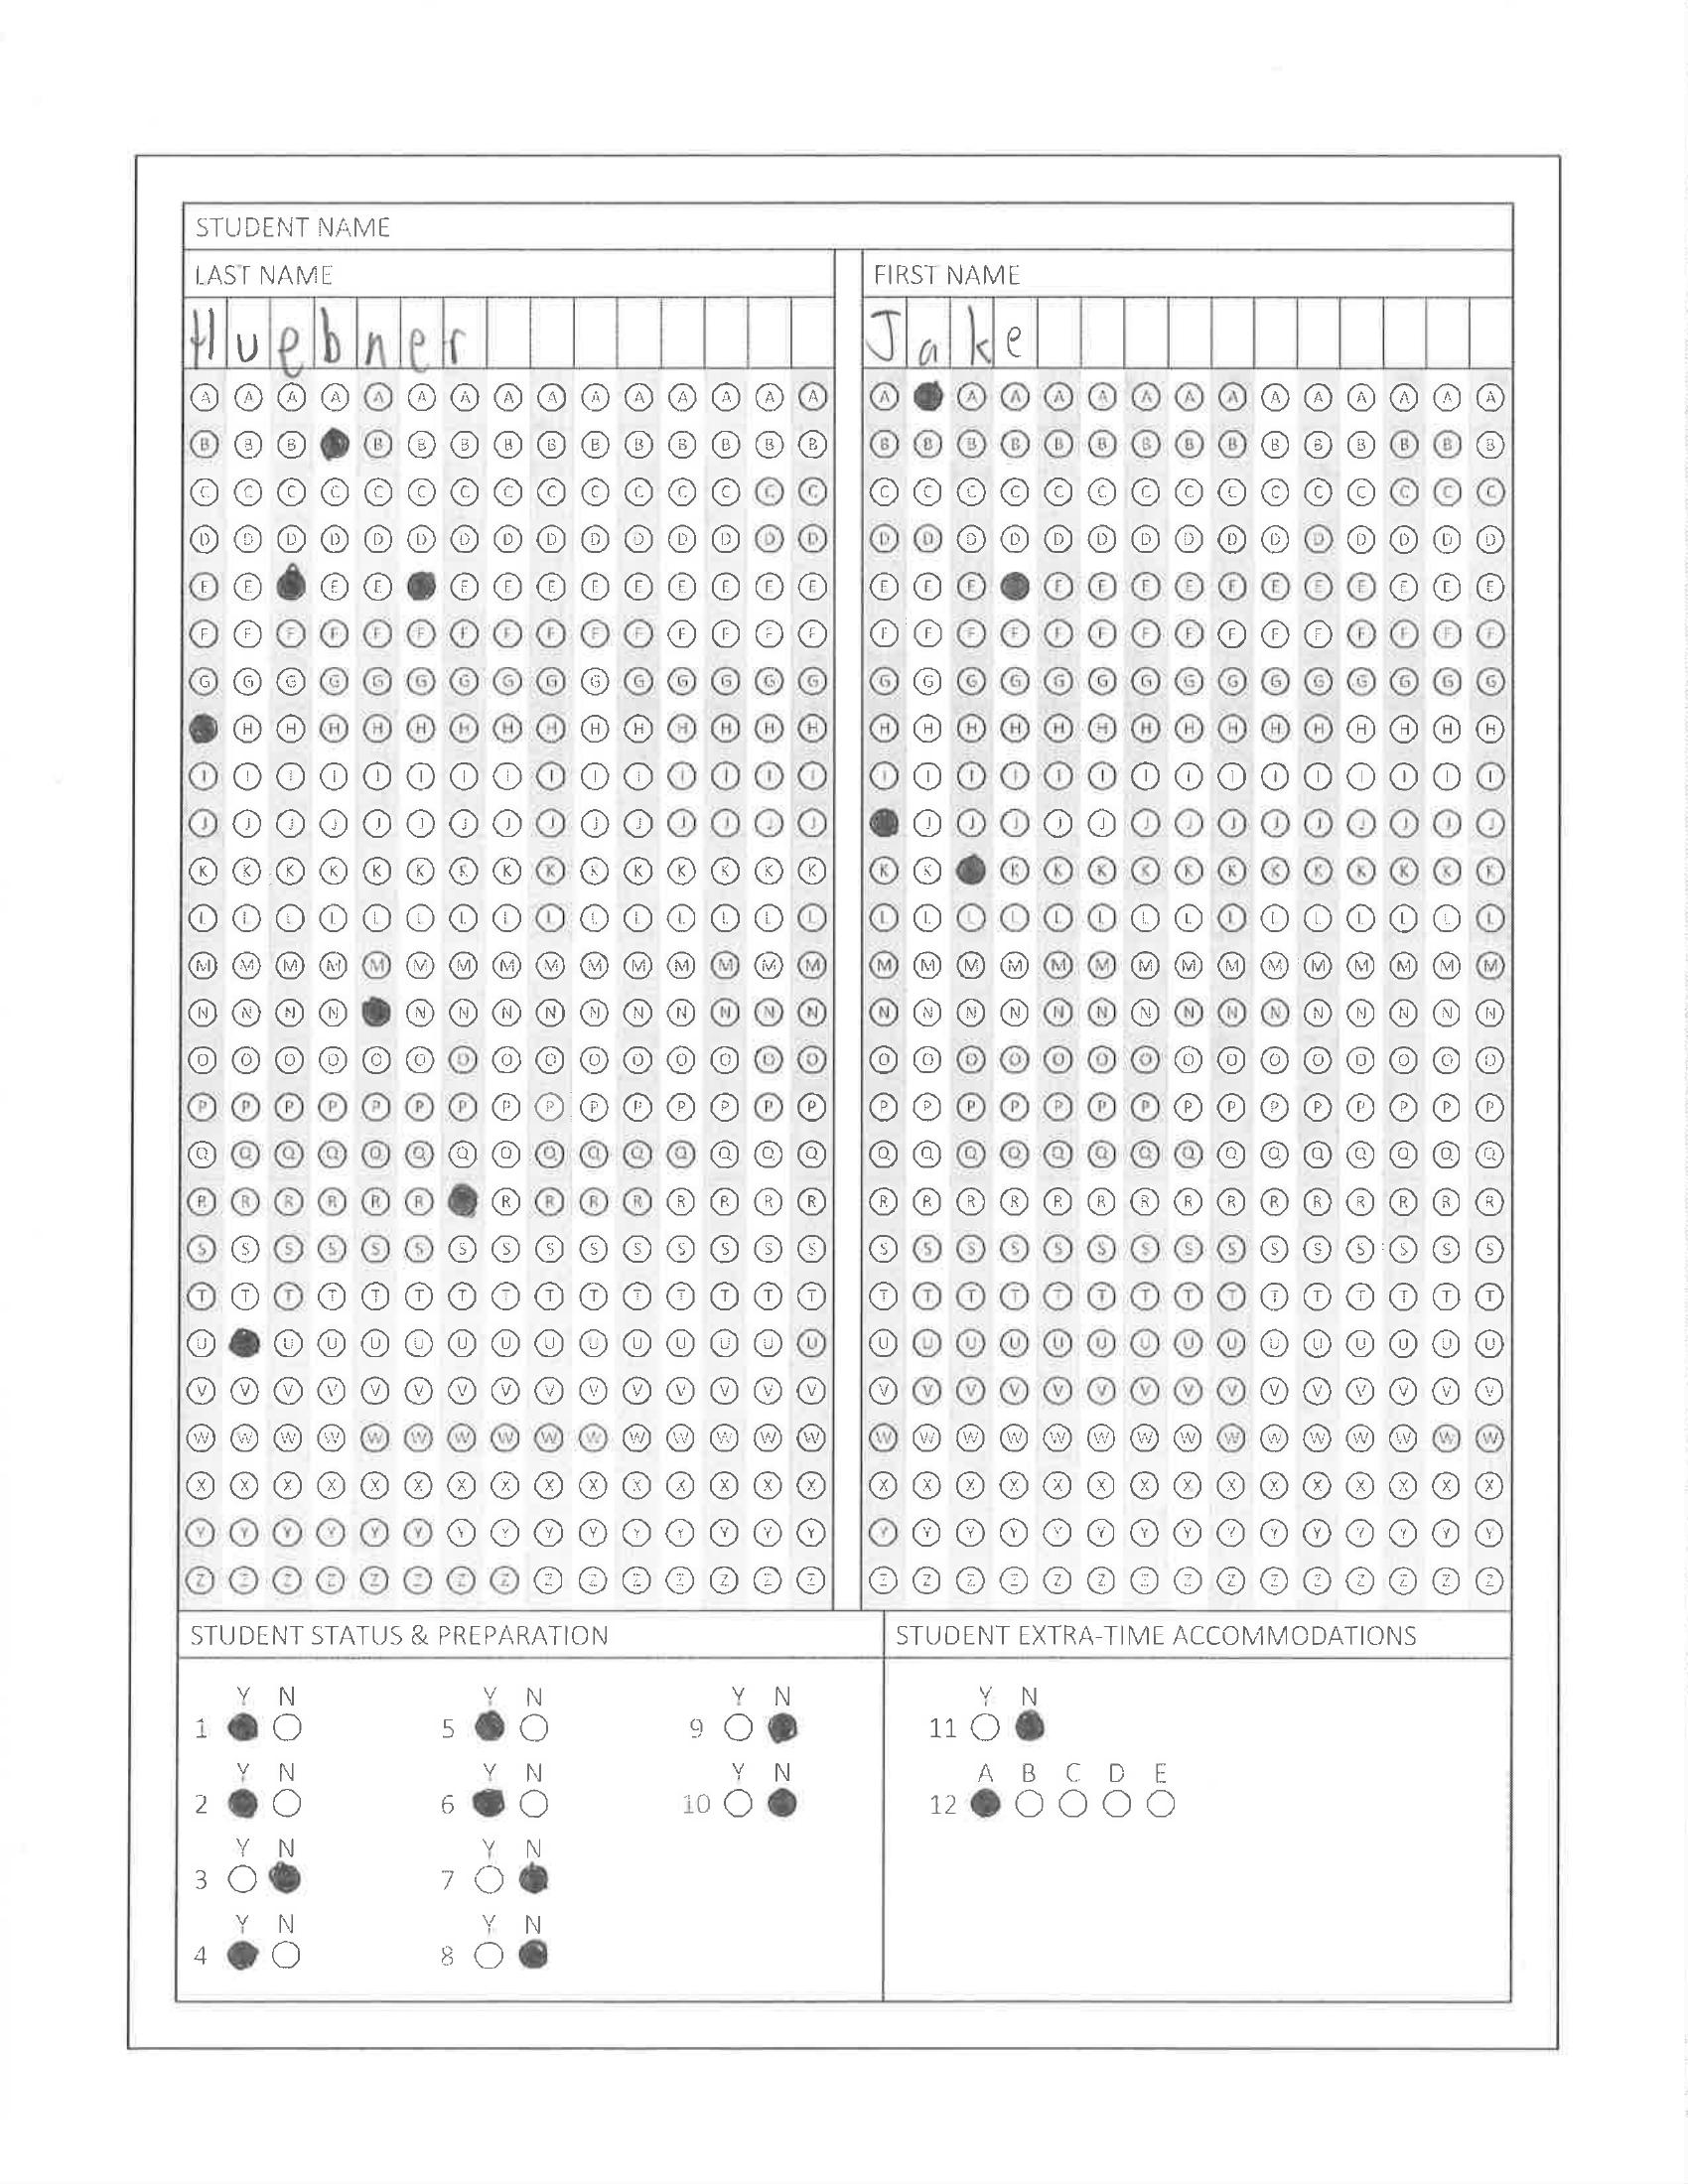 STUDENT NAME
LAST NAME FIRST NAME
Huebner Jake
A A A A A A A A A A A A A A A A A A A A A A A A A A A A A
B B B B B B B B B B B B B B B B B B B B B B B B B B B B B
C C C C C C C C C C C C C C C C C C C C C C C C C C C C C C
D D D D D D D D D D D D D D D D D D D D D D D D D D D D D D
E E E E E E E E E E E E E E E E E E E E E E E E E E E
F F F F F F F F F F F F F F F F F F F F F F F F F F F F F F
G G G G G G G G G G G G G G G G G G G G G G G G G G G G G G
H H H H H H H H H H H H H H H H H H H H H H H H H H H H H
I I I I I I I I I I I I I I I I I I I I I I I I I I I I I I
J J J J J J J J J J J J J J J J J J J J J J J J J J J J J
K K K K K K K K K K K K K K K K K K K K K K K K K K K K K
L L L L L L L L L L L L L L L L L L L L L L L L L L L L L L
M M M M M M M M M M M M M M M M M M M M M M M M M M M M M M
N N N N N N N N N N N N N N N N N N N N N N N N N N N N N
O O O O O O O O O O O O O O O O O O O O O O O O O O O O O O
P P P P P P P P P P P P P P P P P P P P P P P P P P P P P P
Q Q Q Q Q Q Q Q Q Q Q Q Q Q Q Q Q Q Q Q Q Q Q Q Q Q Q Q Q Q
R R R R R R R R R R R R R R R R R R R R R R R R R R R R R
S S S S S S S S S S S S S S S S S S S S S S S S S S S S S S
T T T T T T T T T T T T T T T T T T T T T T T T T T T T T T
U U U U U U U U U U U U U U U U U U U U U U U U U U U U U
V V V V V V V V V V V V V V V V V V V V V V V V V V V V V V
W W W W W W W W W W W W W W W W W W W W W W W W W W W W W W
X X X X X X X X X X X X X X X X X X X X X X X X X X X X X X
Y Y Y Y Y Y Y Y Y Y Y Y Y Y Y Y Y Y Y Y Y Y Y Y Y Y Y Y Y Y
Z Z Z Z Z Z Z Z Z Z Z Z Z Z Z Z Z Z Z Z Z Z Z Z Z Z Z Z Z Z
STUDENT STATUS & PREPARATION STUDENT EXTRA-TIME ACCOMMODATIONS
Y N Y N Y N Y N
1 5 9 11
Y N Y N Y N A B C D E
2 6 10 12
Y N Y N
3 7
Y N Y N
4 8